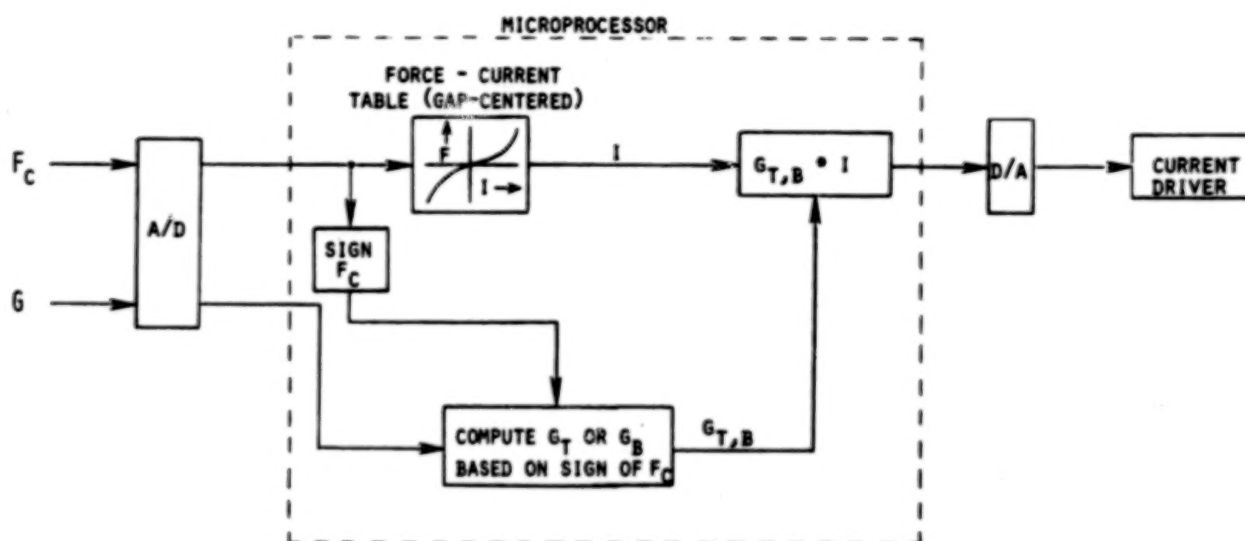 MICROPROCESSOR
FORCE - CURRENT
TABLE (GAP-CENTERED)
F
I
F_C
A/D
I
G_T,B * I
D/A
CURRENT
DRIVER
SIGN
F_C
G
COMPUTE G_T OR G_B
BASED ON SIGN OF F_C
G_T,B